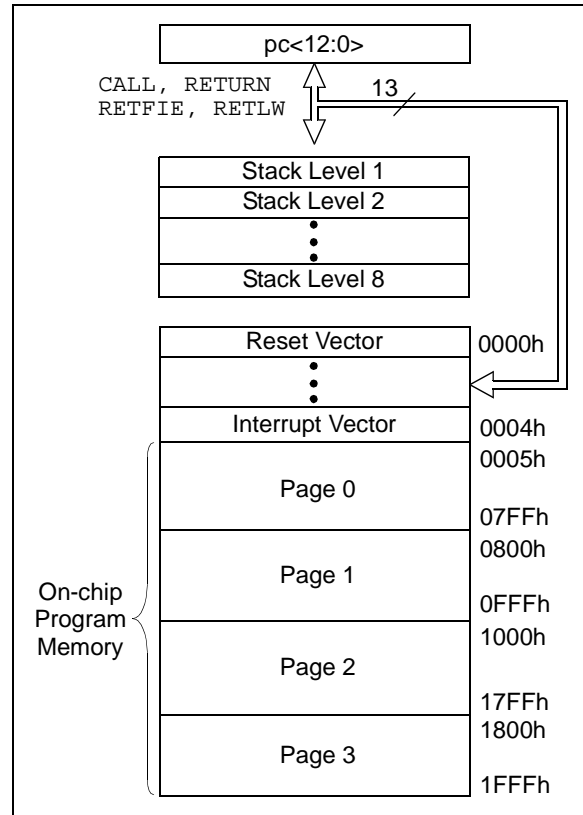 pc<12:0>
CALL, RETURN
RETFIE, RETLW
13
Stack Level 1
Stack Level 2
Stack Level 8
Reset Vector
0000h
Interrupt Vector
0004h
0005h
Page 0
07FFh
0800h
Page 1
0FFFh
On-chip
Program
Memory
1000h
Page 2
17FFh
1800h
Page 3
1FFFh